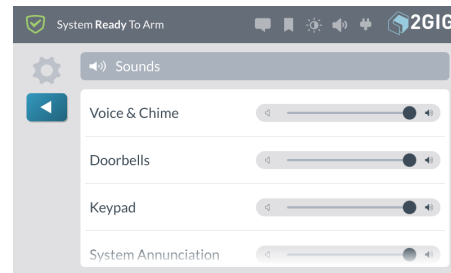 System Ready To Arm
2GIG
Sounds
Voice & Chime
Doorbells
Keypad
System Annunciation